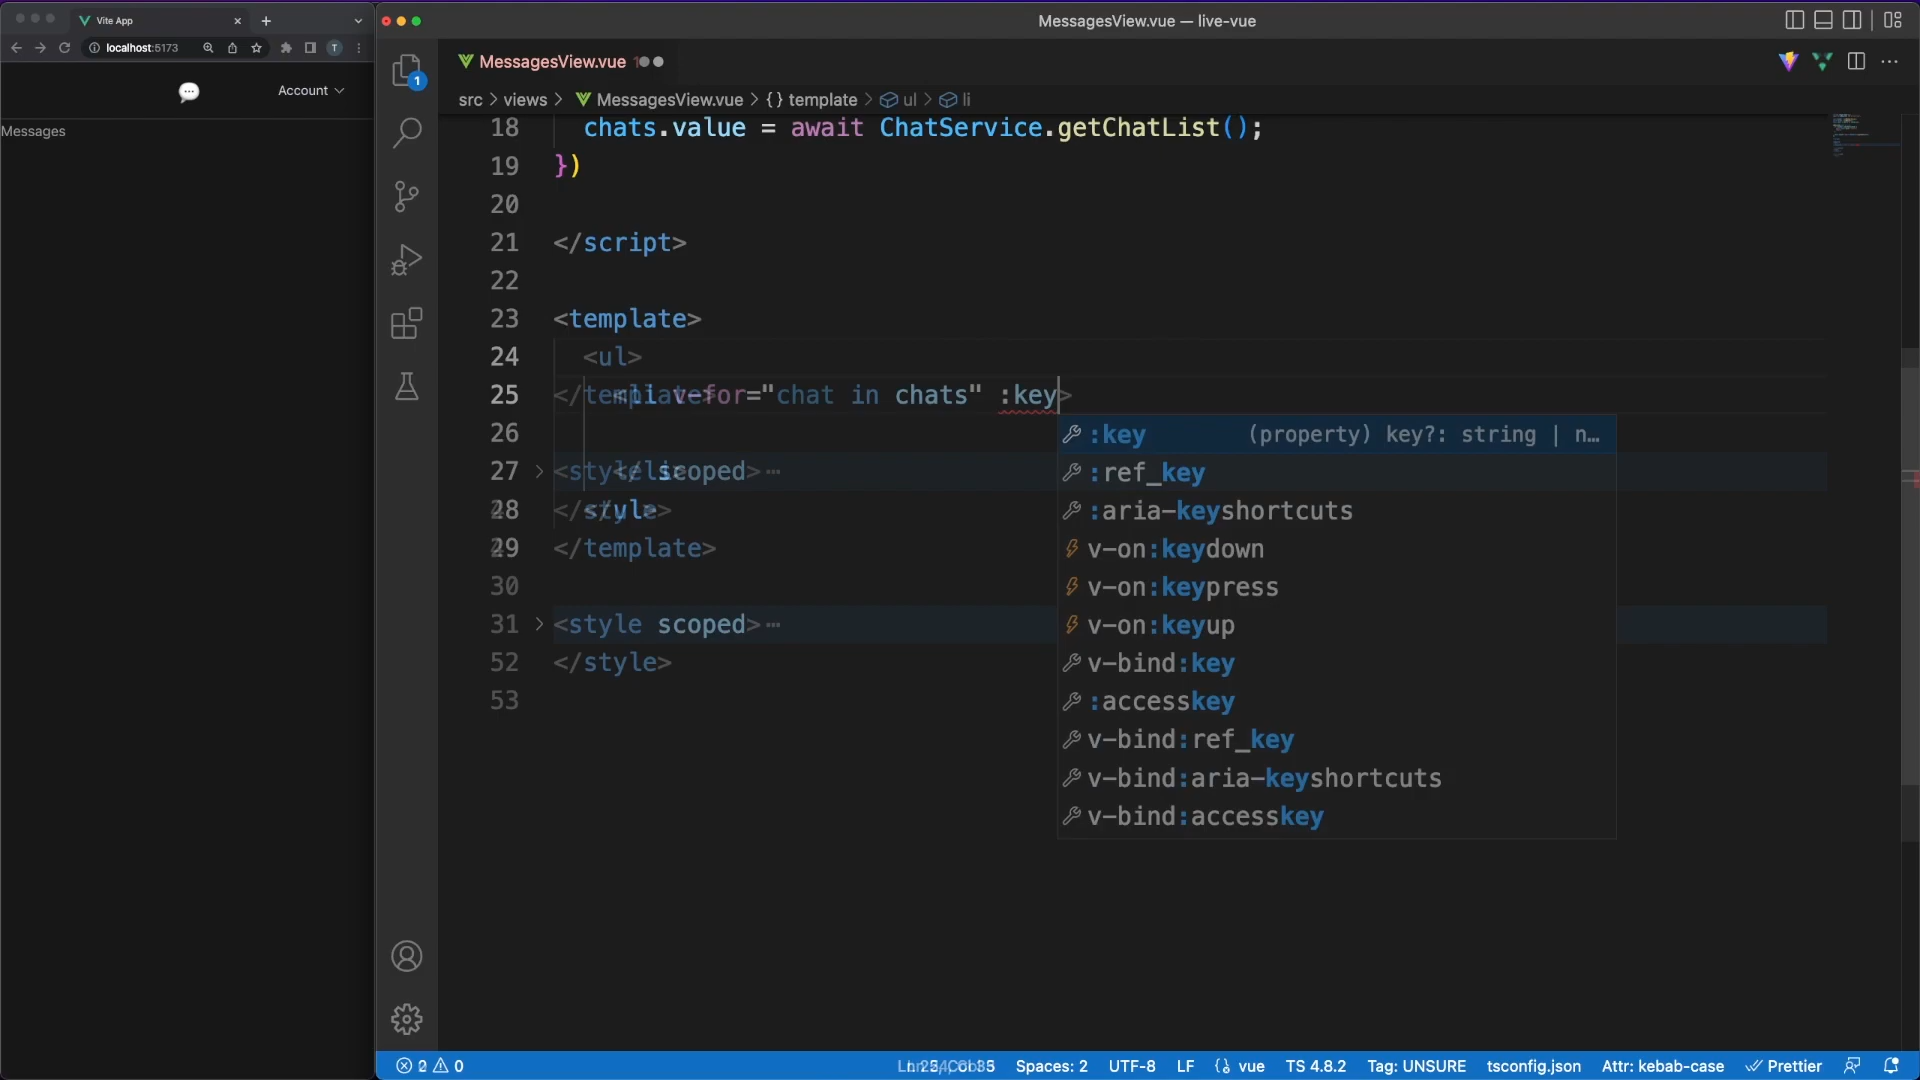 Vite App
localhost:5173
T
Account
Messages
MessagesView.vue — live-vue
1
MessagesView.vue 1
src > views > MessagesView.vue > {} template > ul > li
18 chats.value = await ChatService.getChatList();
19 })
20
21 </script>
22
23 <template>
24 <ul>
25 <li v-for="chat in chats" :key>
</template>
26
27 <style scoped> ···
</li>
28 </style>
</ul>
29 </template>
30
31 <style scoped> ···
52 </style>
53
:key (property) key?: string | n…
:ref_key
:aria-keyshortcuts
v-on:keydown
v-on:keypress
v-on:keyup
v-bind:key
:accesskey
v-bind:ref_key
v-bind:aria-keyshortcuts
v-bind:accesskey
0 Spaces: 2 UTF-8 LF {} vue TS 4.8.2 Tag: UNSURE tsconfig.json Attr: kebab-case Prettier